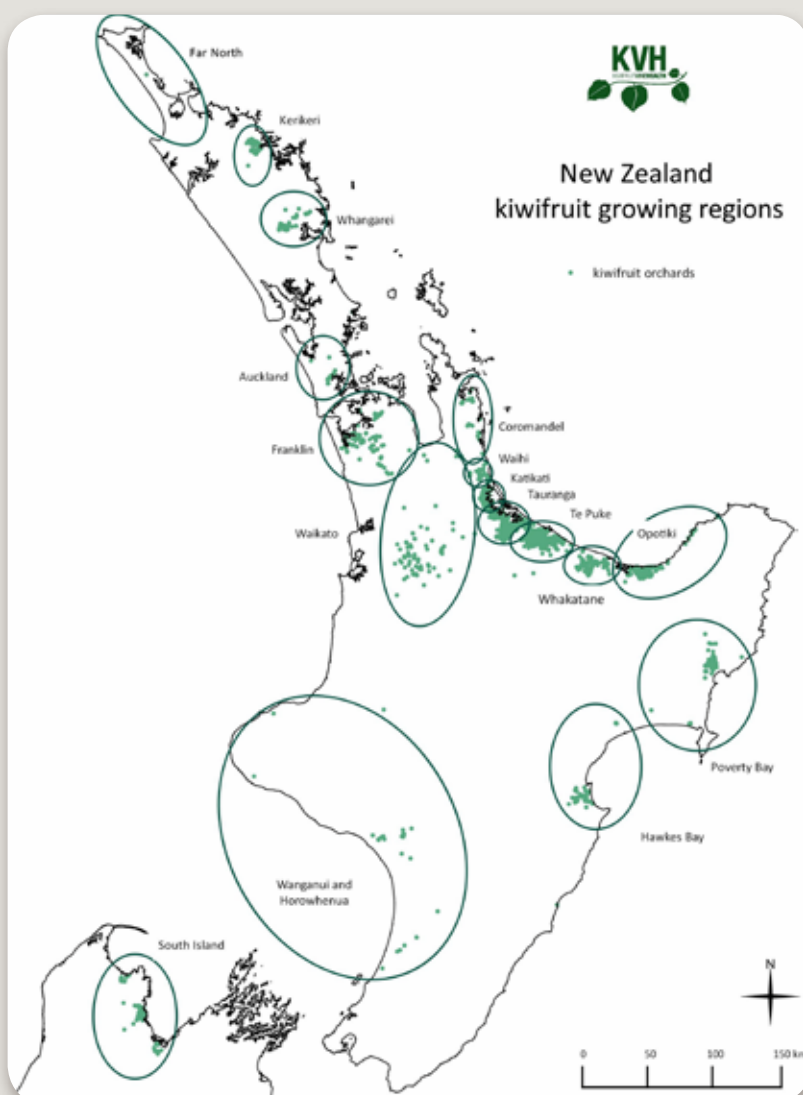 Far North
KVH
Kerikeri
New Zealand
kiwifruit growing regions
Whangarei
kiwifruit orchards
Auckland
Coromandel
Franklin
Waihi
Katikati
Tauranga
Te Puke
Waikato
Opotiki
Whakatane
Poverty Bay
Hawkes Bay
Wanganui and
Horowhenua
South Island
N
0 50 100 150 km